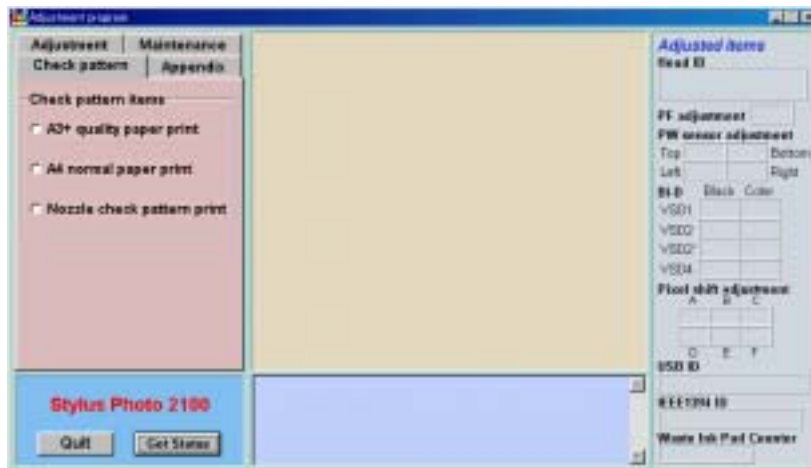 Adjustment program
Adjustment Maintenance
Check pattern Appendix
Check pattern items
A3+ quality paper print
A4 normal paper print
Nozzle check pattern print
Stylus Photo 2100
Quit Get Status
Adjusted items
Head ID
PF adjustment
PW sensor adjustment
Top Bottom
Left Right
Bi-D Black Color
VSD1
VSD2
VSD4
Pixel shift adjustment
A B C
D E F
USB ID
IEEE1394 ID
Waste Ink Pad Counter